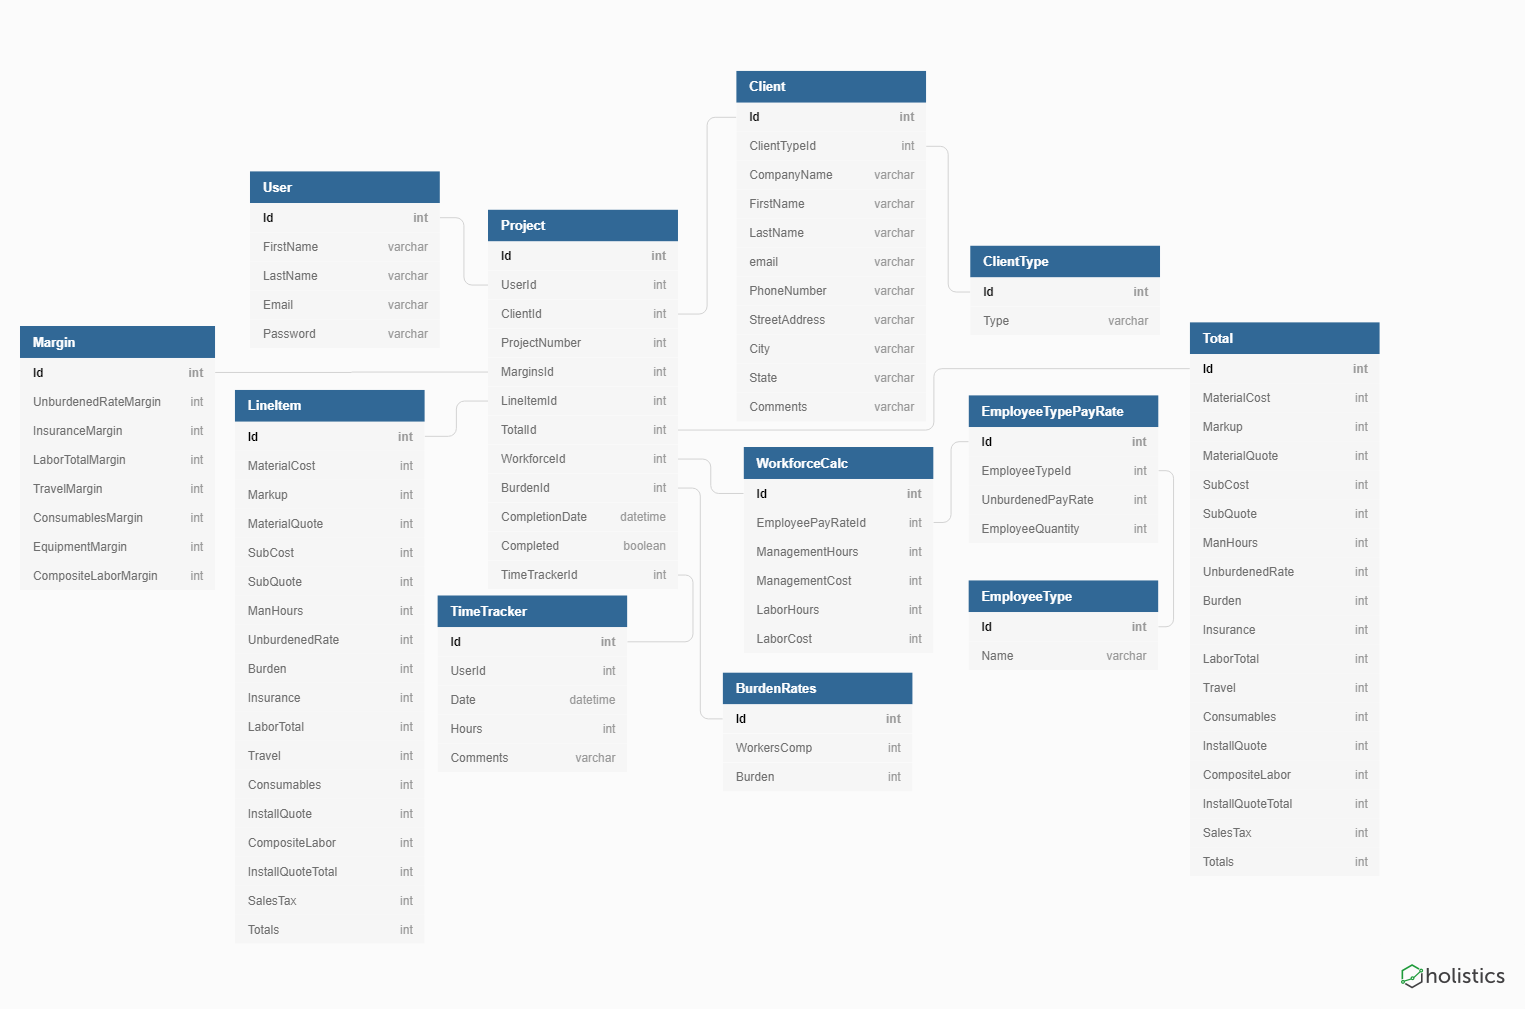 Client
Id int
ClientTypeId int
CompanyName varchar
FirstName varchar
LastName varchar
email varchar
PhoneNumber varchar
StreetAddress varchar
City varchar
State varchar
Comments varchar
User
Id int
FirstName varchar
LastName varchar
Email varchar
Password varchar
Project
Id int
UserId int
ClientId int
ProjectNumber int
MarginsId int
LineItemId int
TotalId int
WorkforceId int
BurdenId int
CompletionDate datetime
Completed boolean
TimeTrackerId int
ClientType
Id int
Type varchar
Margin
Id int
UnburdenedRateMargin int
InsuranceMargin int
LaborTotalMargin int
TravelMargin int
ConsumablesMargin int
EquipmentMargin int
CompositeLaborMargin int
LineItem
Id int
MaterialCost int
Markup int
MaterialQuote int
SubCost int
SubQuote int
ManHours int
UnburdenedRate int
Burden int
Insurance int
LaborTotal int
Travel int
Consumables int
InstallQuote int
CompositeLabor int
InstallQuoteTotal int
SalesTax int
Totals int
Total
Id int
MaterialCost int
Markup int
MaterialQuote int
SubCost int
SubQuote int
ManHours int
UnburdenedRate int
Burden int
Insurance int
LaborTotal int
Travel int
Consumables int
InstallQuote int
CompositeLabor int
InstallQuoteTotal int
SalesTax int
Totals int
EmployeeTypePayRate
Id int
EmployeeTypeId int
UnburdenedPayRate int
EmployeeQuantity int
WorkforceCalc
Id int
EmployeePayRateId int
ManagementHours int
ManagementCost int
LaborHours int
LaborCost int
EmployeeType
Id int
Name varchar
TimeTracker
Id int
UserId int
Date datetime
Hours int
Comments varchar
BurdenRates
Id int
WorkersComp int
Burden int
holistics